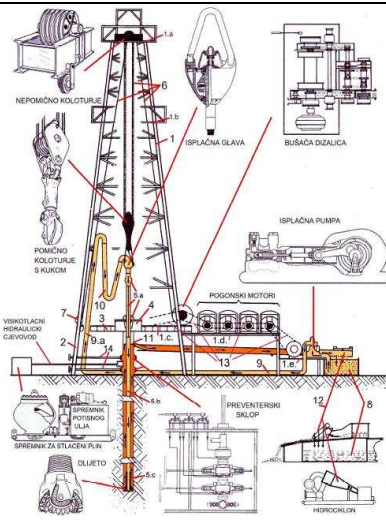 1.a
NEPOMIČNO KOLOTURJE
6
1.b
1
ISPLAČNA GLAVA
BUŠAĆA DIZALICA
POMIČNO
KOLOTURJE
S KUKOM
ISPLAČNA PUMPA
10
5.a
4
POGONSKI MOTORI
7
3
VISIKOTLACNI
HIDRAULICKI
CJEVOVOD
2
9.a
11
1.c.
1.d.
13
14
9
1.e.
12
8
SPREMNIK
POTISNOG
ULJA
SPREMNIK ZA STLAČENI PLIN
5.b
PREVENTERSKI
SKLOP
DLIJETO
5.c
HIDROCIKLON